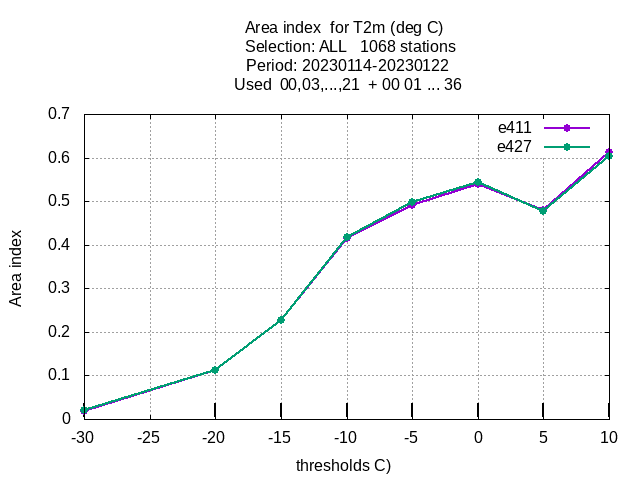 Area index  for T2m (deg C)
Selection: ALL   1068 stations
Period: 20230114-20230122
Used  00,03,...,21  + 00 01 ... 36
0.7
e411
e427
0.6
0.5
0.4
Area index
0.3
0.2
0.1
0
-30 -25 -20 -15 -10 -5 0 5 10
thresholds C)